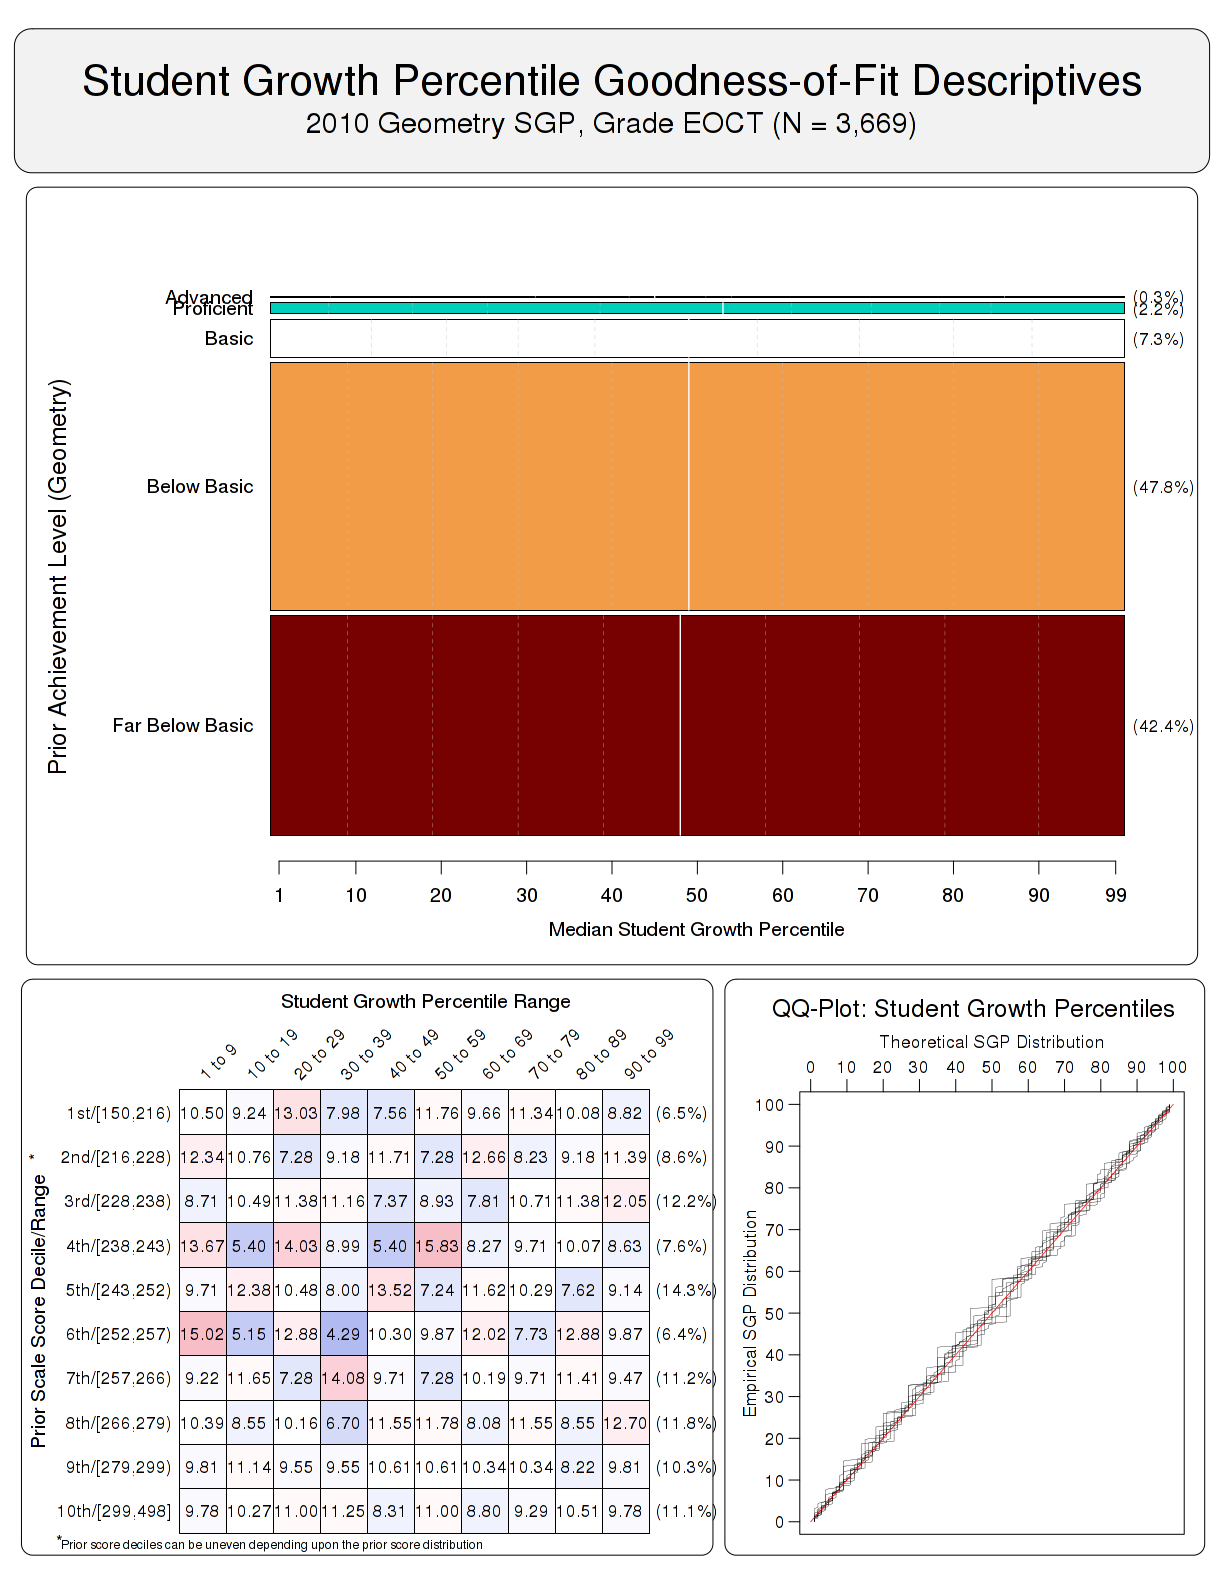 Student Growth Percentile Goodness-of-Fit Descriptives
2010 Geometry SGP, Grade EOCT (N = 3,669)
Prior Achievement Level (Geometry)
Advanced (0.3%)
Proficient (2.2%)
Basic (7.3%)
Below Basic (47.8%)
Far Below Basic (42.4%)
1 10 20 30 40 50 60 70 80 90 99
Median Student Growth Percentile
Student Growth Percentile Range
1 to 9 10 to 19 20 to 29 30 to 39 40 to 49 50 to 59 60 to 69 70 to 79 80 to 89 90 to 99
Prior Scale Score Decile/Range *
1st/[150,216) 10.50 9.24 13.03 7.98 7.56 11.76 9.66 11.34 10.08 8.82 (6.5%)
2nd/[216,228) 12.34 10.76 7.28 9.18 11.71 7.28 12.66 8.23 9.18 11.39 (8.6%)
3rd/[228,238) 8.71 10.49 11.38 11.16 7.37 8.93 7.81 10.71 11.38 12.05 (12.2%)
4th/[238,243) 13.67 5.40 14.03 8.99 5.40 15.83 8.27 9.71 10.07 8.63 (7.6%)
5th/[243,252) 9.71 12.38 10.48 8.00 13.52 7.24 11.62 10.29 7.62 9.14 (14.3%)
6th/[252,257) 15.02 5.15 12.88 4.29 10.30 9.87 12.02 7.73 12.88 9.87 (6.4%)
7th/[257,266) 9.22 11.65 7.28 14.08 9.71 7.28 10.19 9.71 11.41 9.47 (11.2%)
8th/[266,279) 10.39 8.55 10.16 6.70 11.55 11.78 8.08 11.55 8.55 12.70 (11.8%)
9th/[279,299) 9.81 11.14 9.55 9.55 10.61 10.61 10.34 10.34 8.22 9.81 (10.3%)
10th/[299,498] 9.78 10.27 11.00 11.25 8.31 11.00 8.80 9.29 10.51 9.78 (11.1%)
*Prior score deciles can be uneven depending upon the prior score distribution
QQ-Plot: Student Growth Percentiles
Theoretical SGP Distribution
0 10 20 30 40 50 60 70 80 90 100
Empirical SGP Distribution
100
90
80
70
60
50
40
30
20
10
0